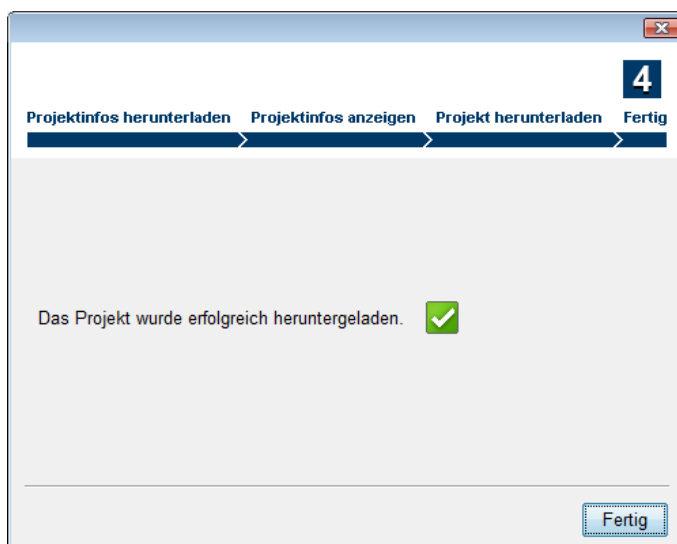 4
Projektinfos herunterladen Projektinfos anzeigen Projekt herunterladen Fertig
Das Projekt wurde erfolgreich heruntergeladen.
Fertig